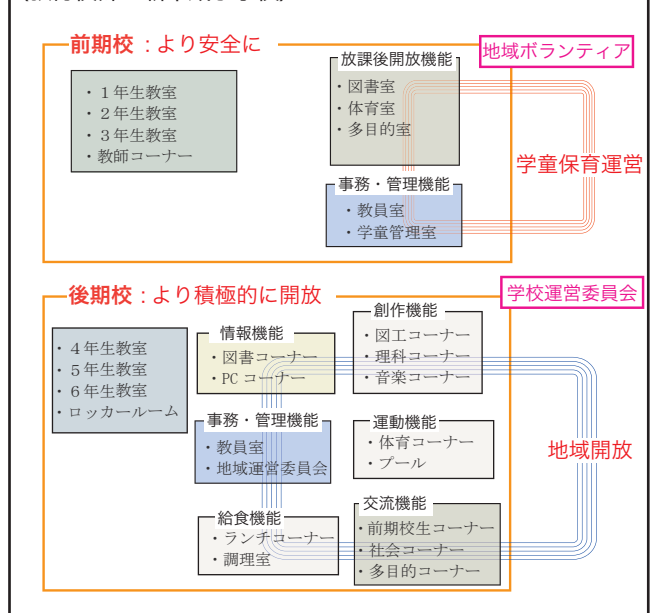 前期校：より安全に
地域ボランティア
・１年生教室
・２年生教室
・３年生教室
・教師コーナー
放課後開放機能
・図書室
・体育室
・多目的室
学童保育運営
事務・管理機能
・教員室
・学童管理室
後期校：より積極的に開放
学校運営委員会
・４年生教室
・５年生教室
・６年生教室
・ロッカールーム
情報機能
・図書コーナー
・PC コーナー
創作機能
・図工コーナー
・理科コーナー
・音楽コーナー
事務・管理機能
・教員室
・地域運営委員会
運動機能
・体育コーナー
・プール
地域開放
給食機能
・ランチコーナー
・調理室
交流機能
・前期校生コーナー
・社会コーナー
・多目的コーナー